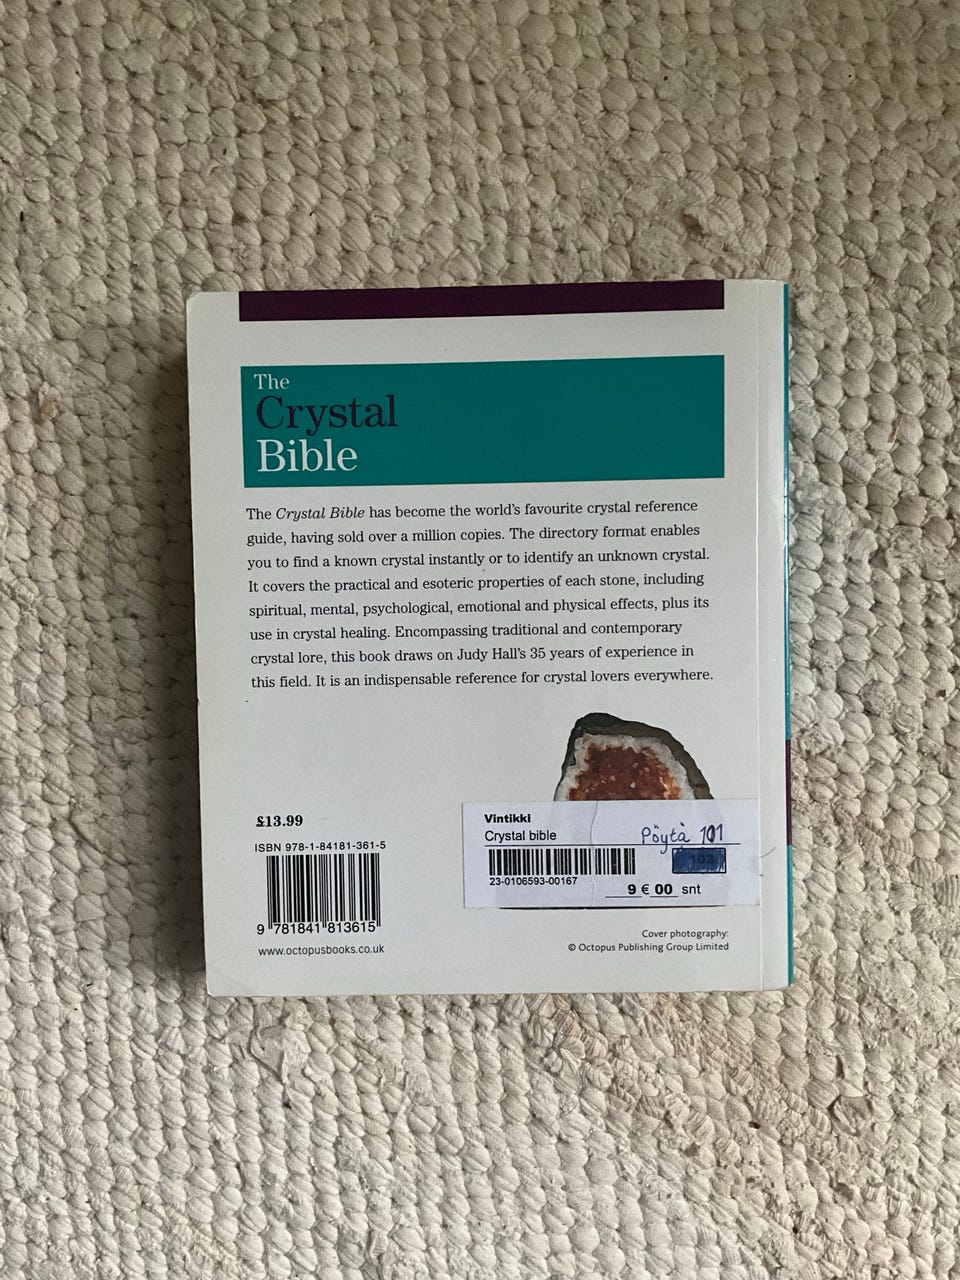 The
Crystal
Bible
The Crystal Bible has become the world's favourite crystal reference
guide, having sold over a million copies. The directory format enables
you to find a known crystal instantly or to identify an unknown crystal.
It covers the practical and esoteric properties of each stone, including
spiritual, mental, psychological, emotional and physical effects, plus its
use in crystal healing. Encompassing traditional and contemporary
crystal lore, this book draws on Judy Hall's 35 years of experience in
this field. It is an indispensable reference for crystal lovers everywhere.
£13.99
ISBN 978-1-84181-361-5
9 781841 813615
www.octopusbooks.co.uk
Vintikki
Crystal bible
Pöytä 101
102
23-0106593-00167
9 € 00 snt
Cover photography:
© Octopus Publishing Group Limited